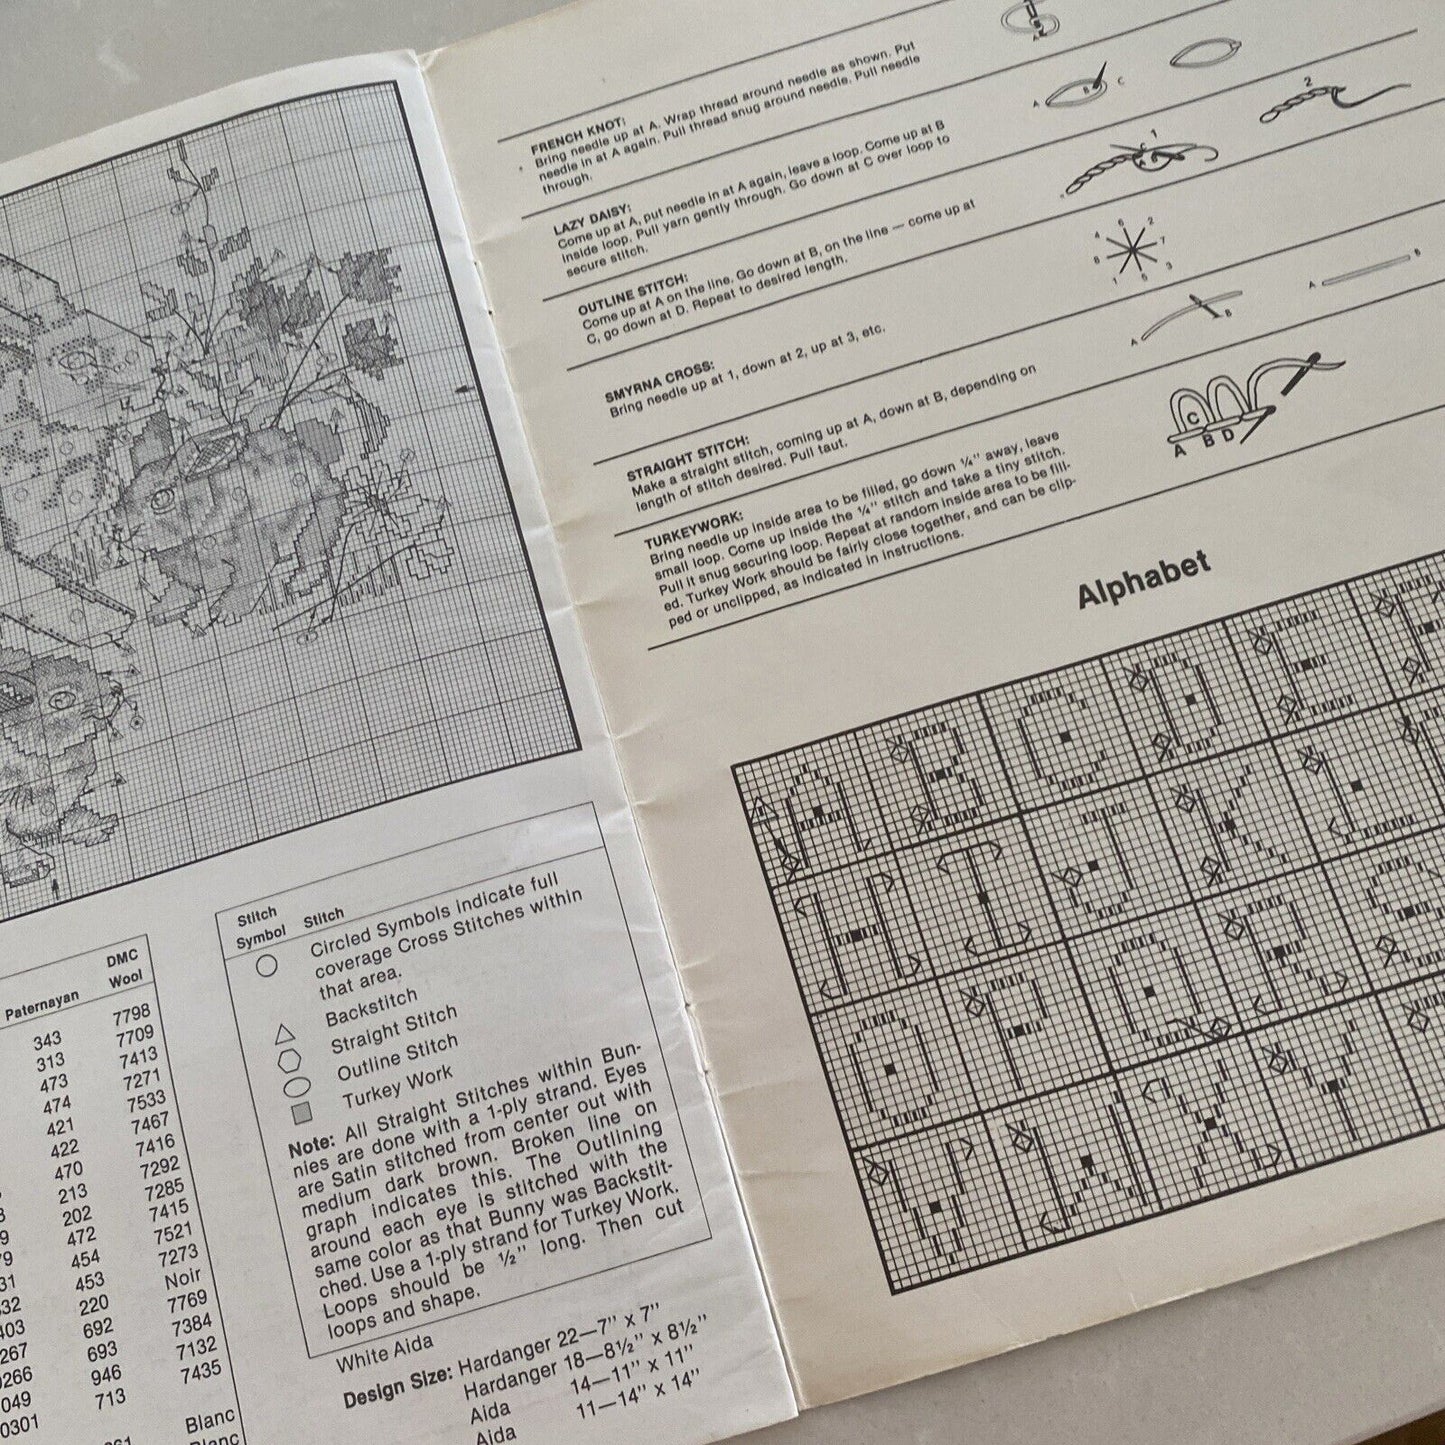 DMC
Paternayan Wool
343 7798
313 7709
473 7413
474 7271
421 7533
422 7467
470 7416
213 7292
202 7285
472 7415
454 7521
453 7273
220 Noir
692 7769
693 7384
946 7132
713 7435
Blanc
Stitch
Symbol Stitch
Circled Symbols indicate full
coverage Cross Stitches within
that area.
Backstitch
Straight Stitch
Outline Stitch
Turkey Work
Note: All Straight Stitches within Bun-
nies are done with a 1-ply strand. Eyes
are Satin stitched from center out with
medium dark brown. Broken line on
graph indicates this. The Outlining
around each eye is stitched with the
same color as that Bunny was Backstit-
ched. Use a 1-ply strand for Turkey Work.
Loops should be ½" long. Then cut
loops and shape.
White Aida
Design Size: Hardanger 22—7" x 7"
Hardanger 18—8½" x 8½"
Aida 14—11" x 11"
Aida 11—14" x 14"
FRENCH KNOT:
Bring needle up at A. Wrap thread around needle as shown. Put
needle in at A again. Pull thread snug around needle. Pull needle
through.
A
LAZY DAISY:
Come up at A, put needle in at A again, leave a loop. Come up at B
inside loop. Pull yarn gently through. Go down at C over loop to
secure stitch.
A B C
OUTLINE STITCH:
Come up at A on the line. Go down at B, on the line — come up at
C, go down at D. Repeat to desired length.
1
2
SMYRNA CROSS:
Bring needle up at 1, down at 2, up at 3, etc.
6 2
4 7
8 3
1 5
STRAIGHT STITCH:
Make a straight stitch, coming up at A, down at B, depending on
length of stitch desired. Pull taut.
A B
A B
TURKEYWORK:
Bring needle up inside area to be filled, go down ¼" away, leave
small loop. Come up inside the ¼" stitch and take a tiny stitch.
Pull it snug securing loop. Repeat at random inside area to be fill-
ed. Turkey Work should be fairly close together, and can be clip-
ped or unclipped, as indicated in instructions.
C
A B D
Alphabet
A B C D E F
H I J K L
O P Q R S
V W X Y